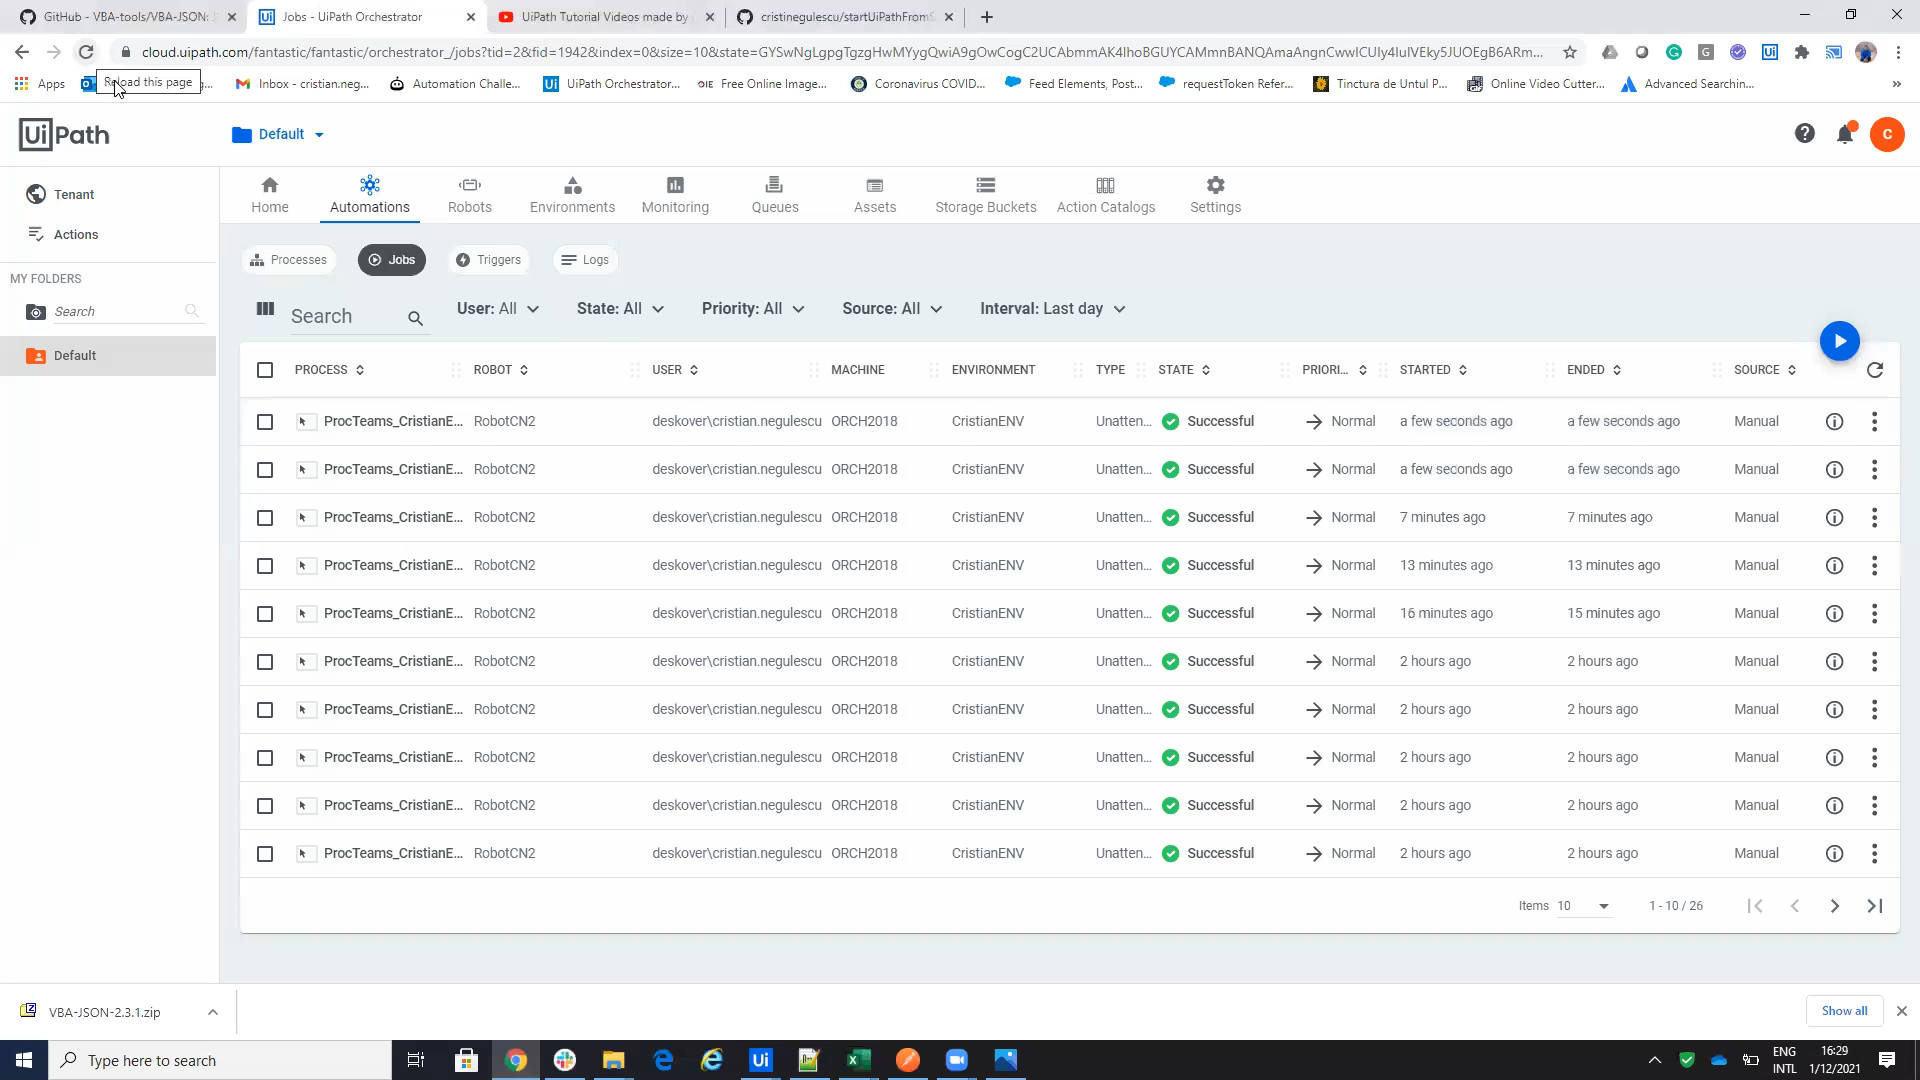 GitHub - VBA-tools/VBA-JSON:
Jobs - UiPath Orchestrator
UiPath Tutorial Videos made by
cristinegulescu/startUiPathFromS
cloud.uipath.com/fantastic/fantastic/orchestrator_/jobs?tid=2&fid=1942&index=0&size=10&state=
Apps
Reload this page
Inbox - cristian.neg...
Automation Challe...
UiPath Orchestrator...
Free Online Image...
Coronavirus COVID...
Feed Elements, Post...
requestToken Refer...
Tinctura de Untul P...
Online Video Cutter...
Advanced Searchin...
UiPath
Default
C
Tenant
Actions
MY FOLDERS
Search
Default
Home
Automations
Robots
Environments
Monitoring
Queues
Assets
Storage Buckets
Action Catalogs
Settings
Processes
Jobs
Triggers
Logs
Search
User: All
State: All
Priority: All
Source: All
Interval: Last day
PROCESS ROBOT USER MACHINE ENVIRONMENT TYPE STATE PRIORI... STARTED ENDED SOURCE
ProcTeams_CristianE... RobotCN2 deskover\cristian.negulescu ORCH2018 CristianENV Unatten... Successful Normal a few seconds ago a few seconds ago Manual
ProcTeams_CristianE... RobotCN2 deskover\cristian.negulescu ORCH2018 CristianENV Unatten... Successful Normal a few seconds ago a few seconds ago Manual
ProcTeams_CristianE... RobotCN2 deskover\cristian.negulescu ORCH2018 CristianENV Unatten... Successful Normal 7 minutes ago 7 minutes ago Manual
ProcTeams_CristianE... RobotCN2 deskover\cristian.negulescu ORCH2018 CristianENV Unatten... Successful Normal 13 minutes ago 13 minutes ago Manual
ProcTeams_CristianE... RobotCN2 deskover\cristian.negulescu ORCH2018 CristianENV Unatten... Successful Normal 16 minutes ago 15 minutes ago Manual
ProcTeams_CristianE... RobotCN2 deskover\cristian.negulescu ORCH2018 CristianENV Unatten... Successful Normal 2 hours ago 2 hours ago Manual
ProcTeams_CristianE... RobotCN2 deskover\cristian.negulescu ORCH2018 CristianENV Unatten... Successful Normal 2 hours ago 2 hours ago Manual
ProcTeams_CristianE... RobotCN2 deskover\cristian.negulescu ORCH2018 CristianENV Unatten... Successful Normal 2 hours ago 2 hours ago Manual
ProcTeams_CristianE... RobotCN2 deskover\cristian.negulescu ORCH2018 CristianENV Unatten... Successful Normal 2 hours ago 2 hours ago Manual
ProcTeams_CristianE... RobotCN2 deskover\cristian.negulescu ORCH2018 CristianENV Unatten... Successful Normal 2 hours ago 2 hours ago Manual
Items 10 1 - 10 / 26
VBA-JSON-2.3.1.zip
Show all
Type here to search
ENG 16:29
INTL 1/12/2021